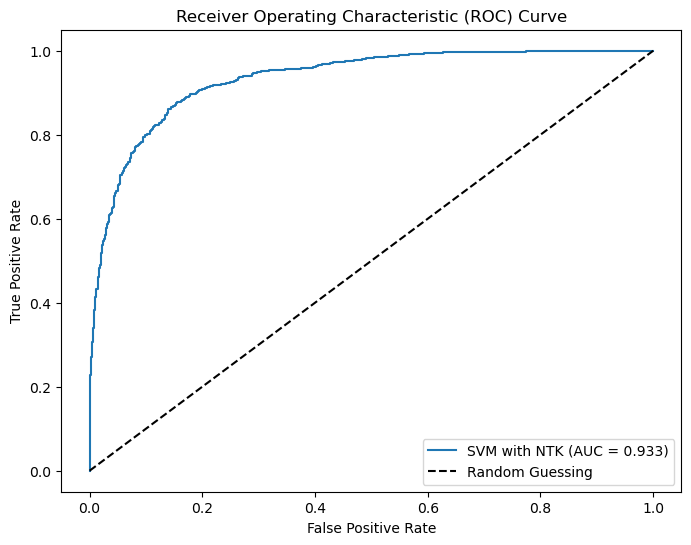 Receiver Operating Characteristic (ROC) Curve
True Positive Rate
1.0
0.8
0.6
0.4
0.2
0.0
SVM with NTK (AUC = 0.933)
Random Guessing
0.0 0.2 0.4 0.6 0.8 1.0
False Positive Rate